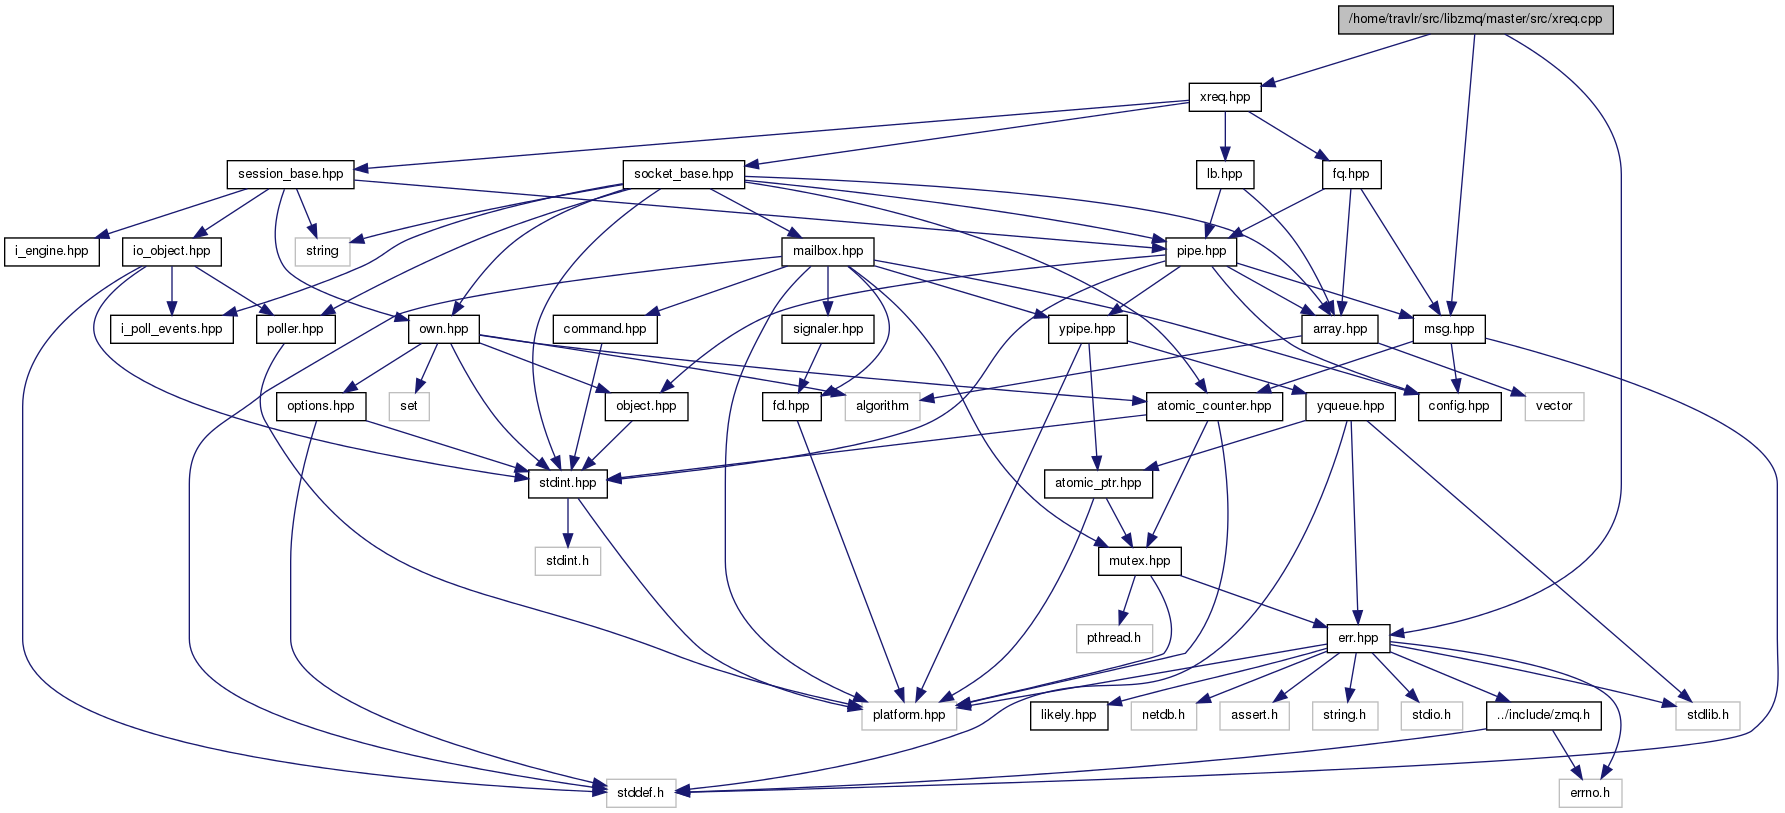 /home/travlr/src/libzmq/master/src/xreq.cpp
xreq.hpp
session_base.hpp
socket_base.hpp
lb.hpp
fq.hpp
i_engine.hpp
io_object.hpp
string
mailbox.hpp
pipe.hpp
i_poll_events.hpp
poller.hpp
own.hpp
command.hpp
signaler.hpp
ypipe.hpp
array.hpp
msg.hpp
options.hpp
set
object.hpp
fd.hpp
algorithm
atomic_counter.hpp
yqueue.hpp
config.hpp
vector
stdint.hpp
atomic_ptr.hpp
stdint.h
mutex.hpp
pthread.h
err.hpp
platform.hpp
likely.hpp
netdb.h
assert.h
string.h
stdio.h
../include/zmq.h
stdlib.h
stddef.h
errno.h